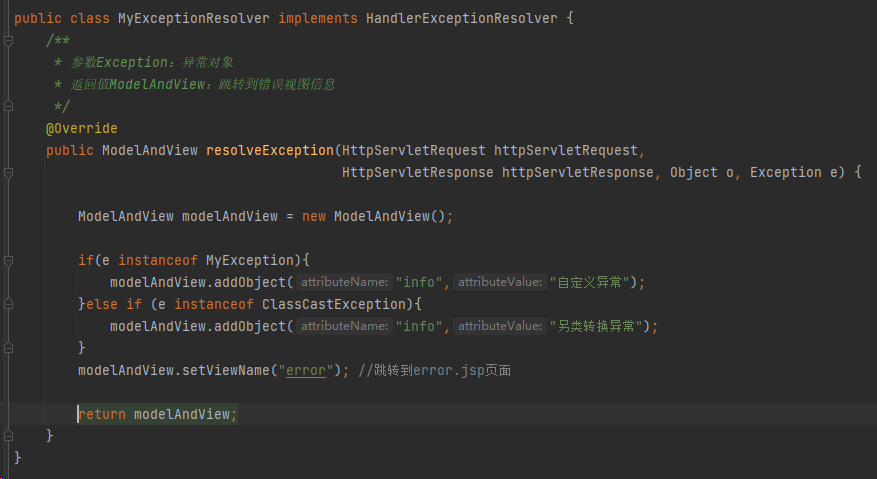 public class MyExceptionResolver implements HandlerExceptionResolver {
/**
* 参数Exception：异常对象
* 返回值ModelAndView：跳转到错误视图信息
*/
@Override
public ModelAndView resolveException(HttpServletRequest httpServletRequest,
HttpServletResponse httpServletResponse, Object o, Exception e) {
ModelAndView modelAndView = new ModelAndView();
if(e instanceof MyException){
modelAndView.addObject( attributeName: "info", attributeValue: "自定义异常");
}else if (e instanceof ClassCastException){
modelAndView.addObject( attributeName: "info", attributeValue: "另类转换异常");
}
modelAndView.setViewName("error"); //跳转到error.jsp页面
return modelAndView;
}
}